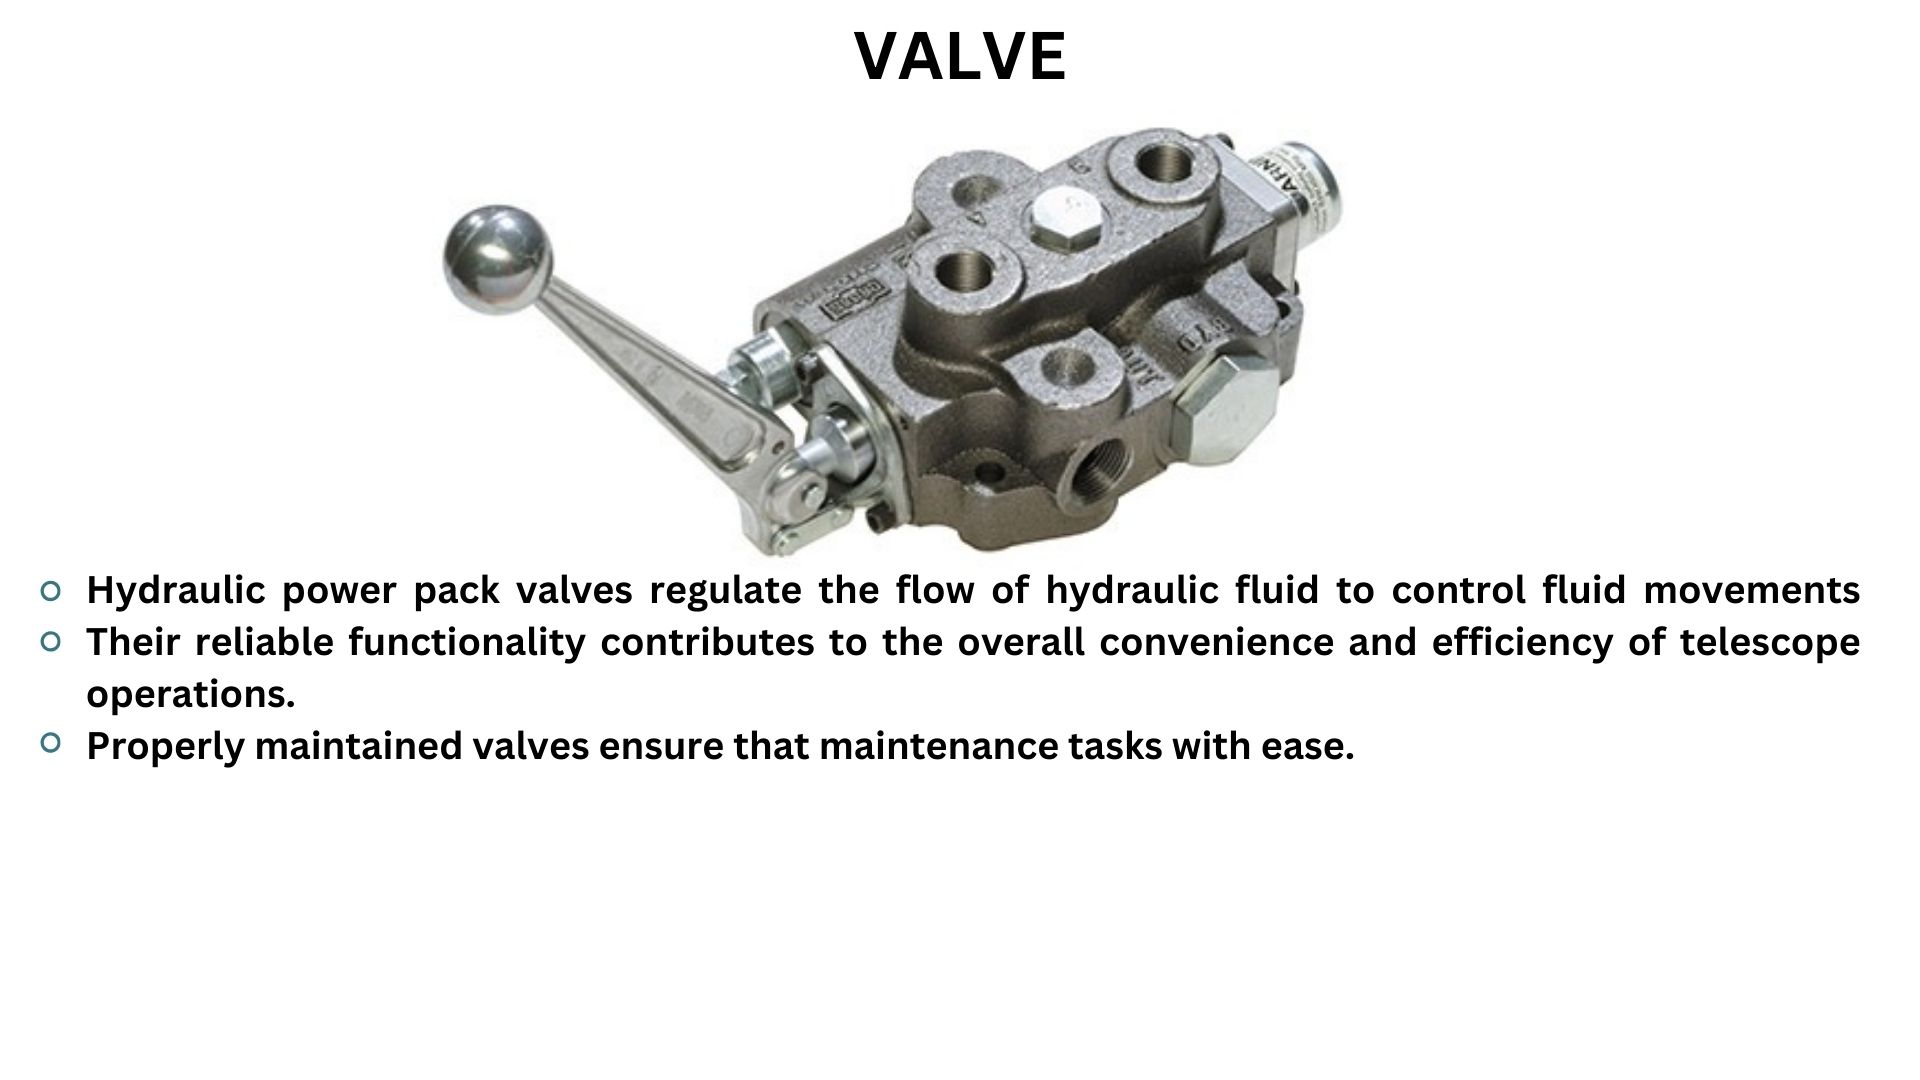 VALVE
Hydraulic power pack valves regulate the flow of hydraulic fluid to control fluid movements
Their reliable functionality contributes to the overall convenience and efficiency of telescope
operations.
Properly maintained valves ensure that maintenance tasks with ease.